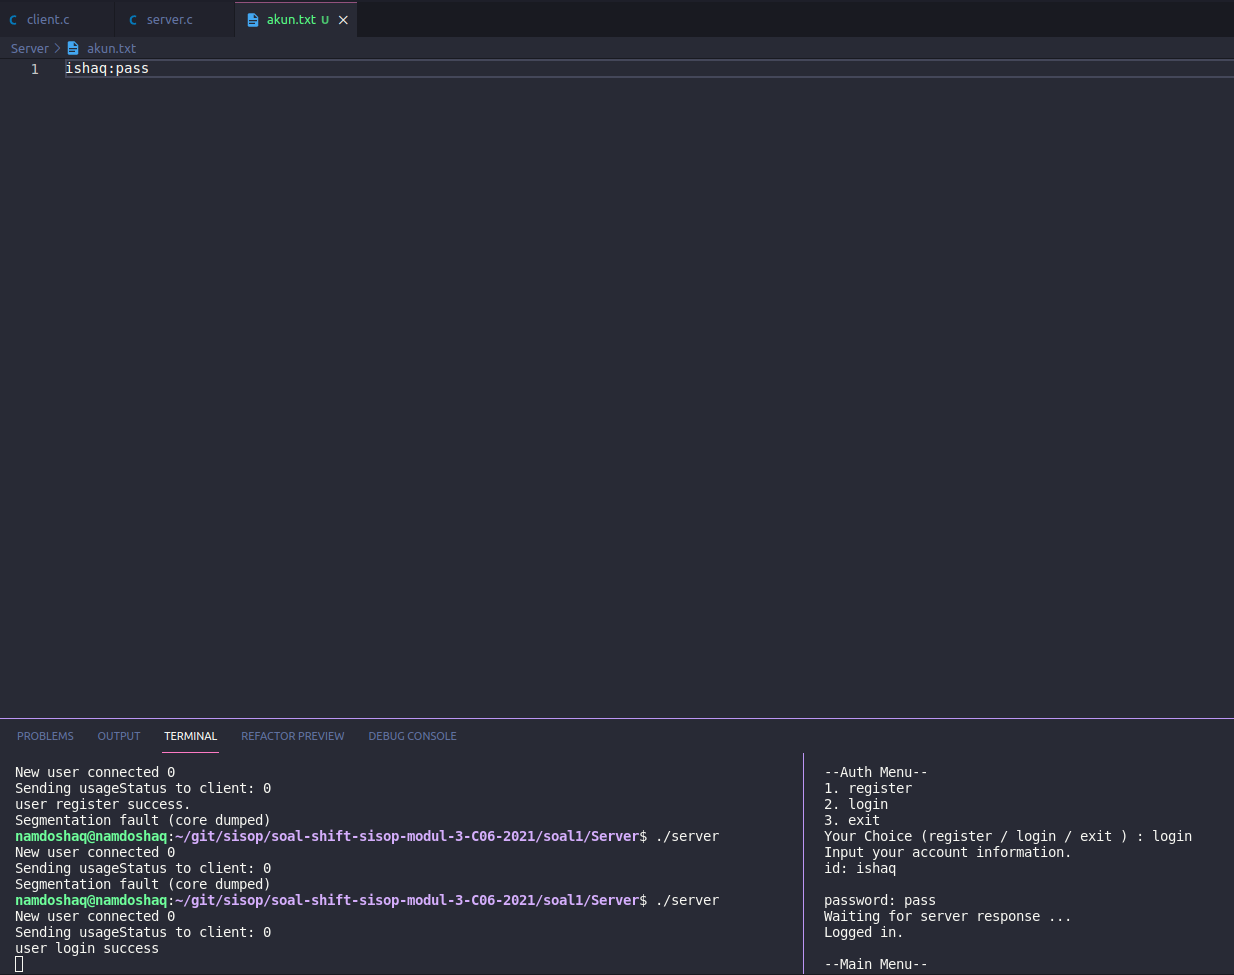 C client.c
C server.c
akun.txt U
Server > akun.txt
1 ishaq:pass
PROBLEMS OUTPUT TERMINAL REFACTOR PREVIEW DEBUG CONSOLE
New user connected 0
Sending usageStatus to client: 0
user register success.
Segmentation fault (core dumped)
namdoshaq@namdoshaq:~/git/sisop/soal-shift-sisop-modul-3-C06-2021/soal1/Server$ ./server
New user connected 0
Sending usageStatus to client: 0
Segmentation fault (core dumped)
namdoshaq@namdoshaq:~/git/sisop/soal-shift-sisop-modul-3-C06-2021/soal1/Server$ ./server
New user connected 0
Sending usageStatus to client: 0
user login success
--Auth Menu--
1. register
2. login
3. exit
Your Choice (register / login / exit ) : login
Input your account information.
id: ishaq
password: pass
Waiting for server response ...
Logged in.
--Main Menu--